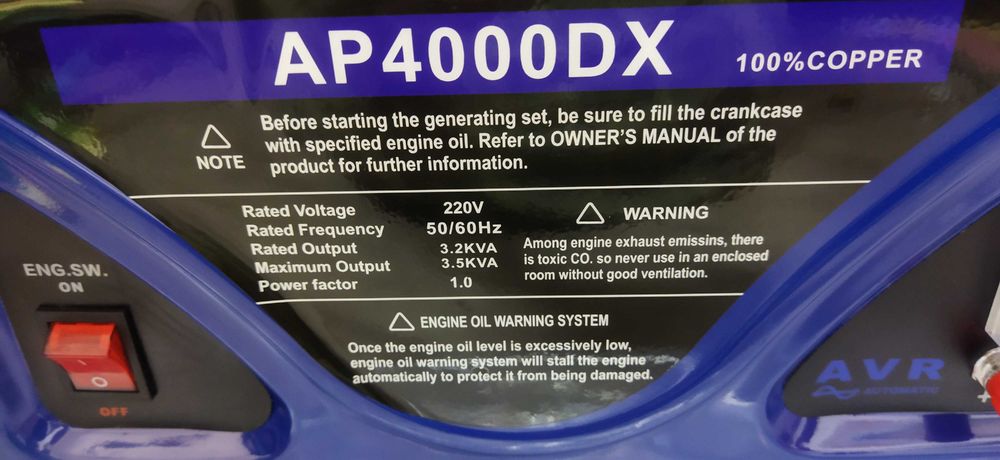 AP4000DX
100%COPPER
Before starting the generating set, be sure to fill the crankcase
with specified engine oil. Refer to OWNER'S MANUAL of the
product for further information.
NOTE
Rated Voltage 220V
Rated Frequency 50/60Hz
Rated Output 3.2KVA
Maximum Output 3.5KVA
Power factor 1.0
WARNING
Among engine exhaust emissins, there
is toxic CO. so never use in an enclosed
room without good ventilation.
ENG.SW.
ON
OFF
ENGINE OIL WARNING SYSTEM
Once the engine oil level is excessively low,
engine oil warning system will stall the engine
automatically to protect it from being damaged.
AVR
AUTOMATIC
+